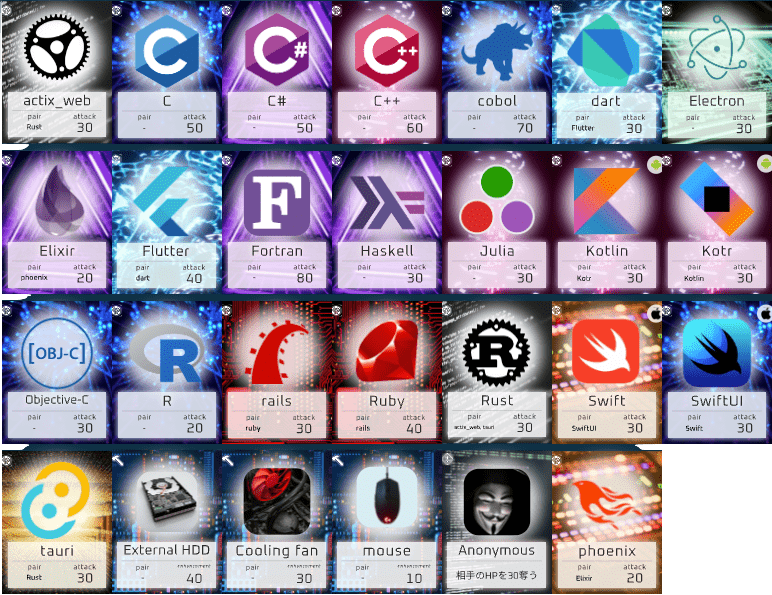 C
C#
C++
actix_web
C
C#
C++
cobol
dart
Electron
pair attack
pair attack
pair attack
pair attack
pair attack
pair attack
pair attack
Rust 30
- 50
- 50
- 60
- 70
Flutter 30
- 30
F
Elixir
Flutter
Fortran
Haskell
Julia
Kotlin
Kotr
pair attack
pair attack
pair attack
pair attack
pair attack
pair attack
pair attack
phoenix 20
dart 40
- 80
- 30
- 30
Kotr 30
Kotlin 30
[OBJ-C]
R
R
Objective-C
R
rails
Ruby
Rust
Swift
SwiftUI
pair attack
pair attack
pair attack
pair attack
pair attack
pair attack
pair attack
- 30
- 20
ruby 30
rails 40
actix_web, tauri 30
SwiftUI 30
Swift 30
tauri
External HDD
Cooling fan
mouse
Anonymous
phoenix
pair attack
pair enhancement
pair enhancement
pair enhancement
相手のHPを30奪う
pair attack
Rust 30
- 40
- 30
- 10
Elixir 20